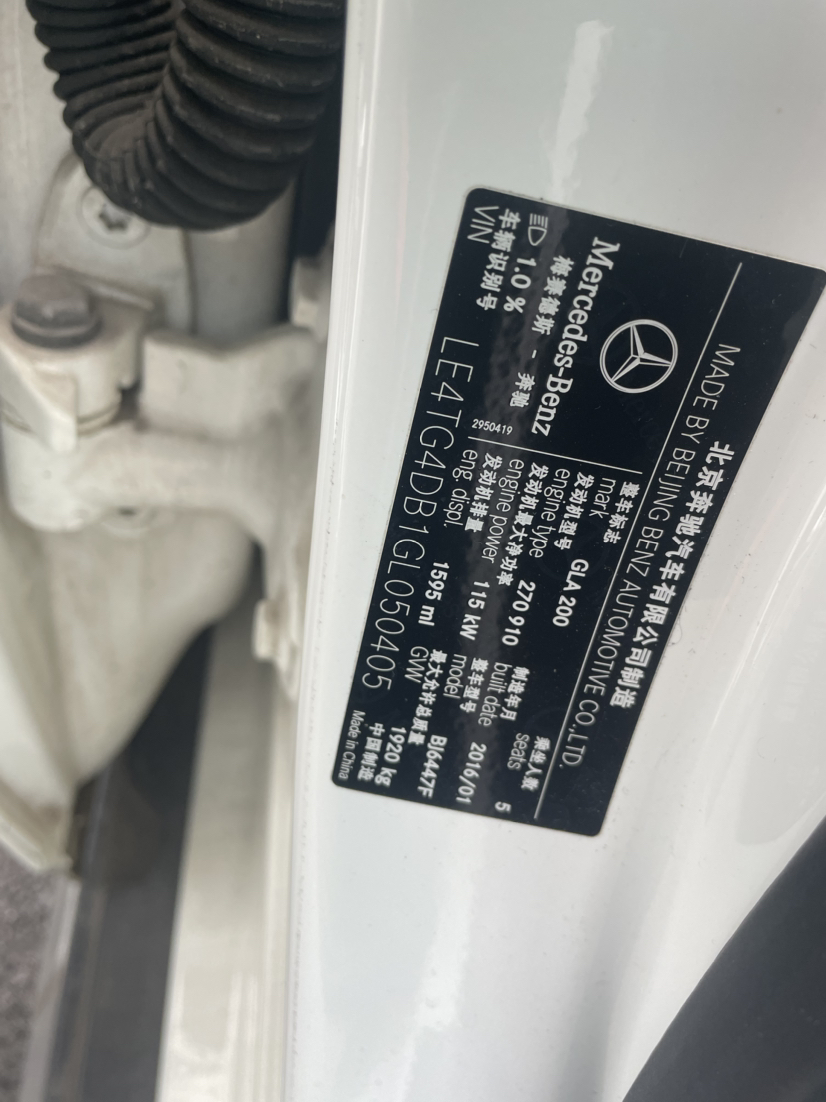 北京奔驰汽车有限公司制造
MADE BY BEIJING BENZ AUTOMOTIVE CO.,LTD.
Mercedes-Benz
梅赛德斯 - 奔驰
1.0 %
2950419
整车标志
mark
GLA 200
乘坐人数
seats
5
发动机型号
engine type
270 910
制造年月
built date
2016/01
发动机最大净功率
engine power
115 kW
整车型号
model
BJ6447F
发动机排量
eng. displ.
1595 ml
最大允许总质量
GVW
1920 kg
车辆识别号
VIN
LE4TG4DB1GL050405
中国制造
Made in China